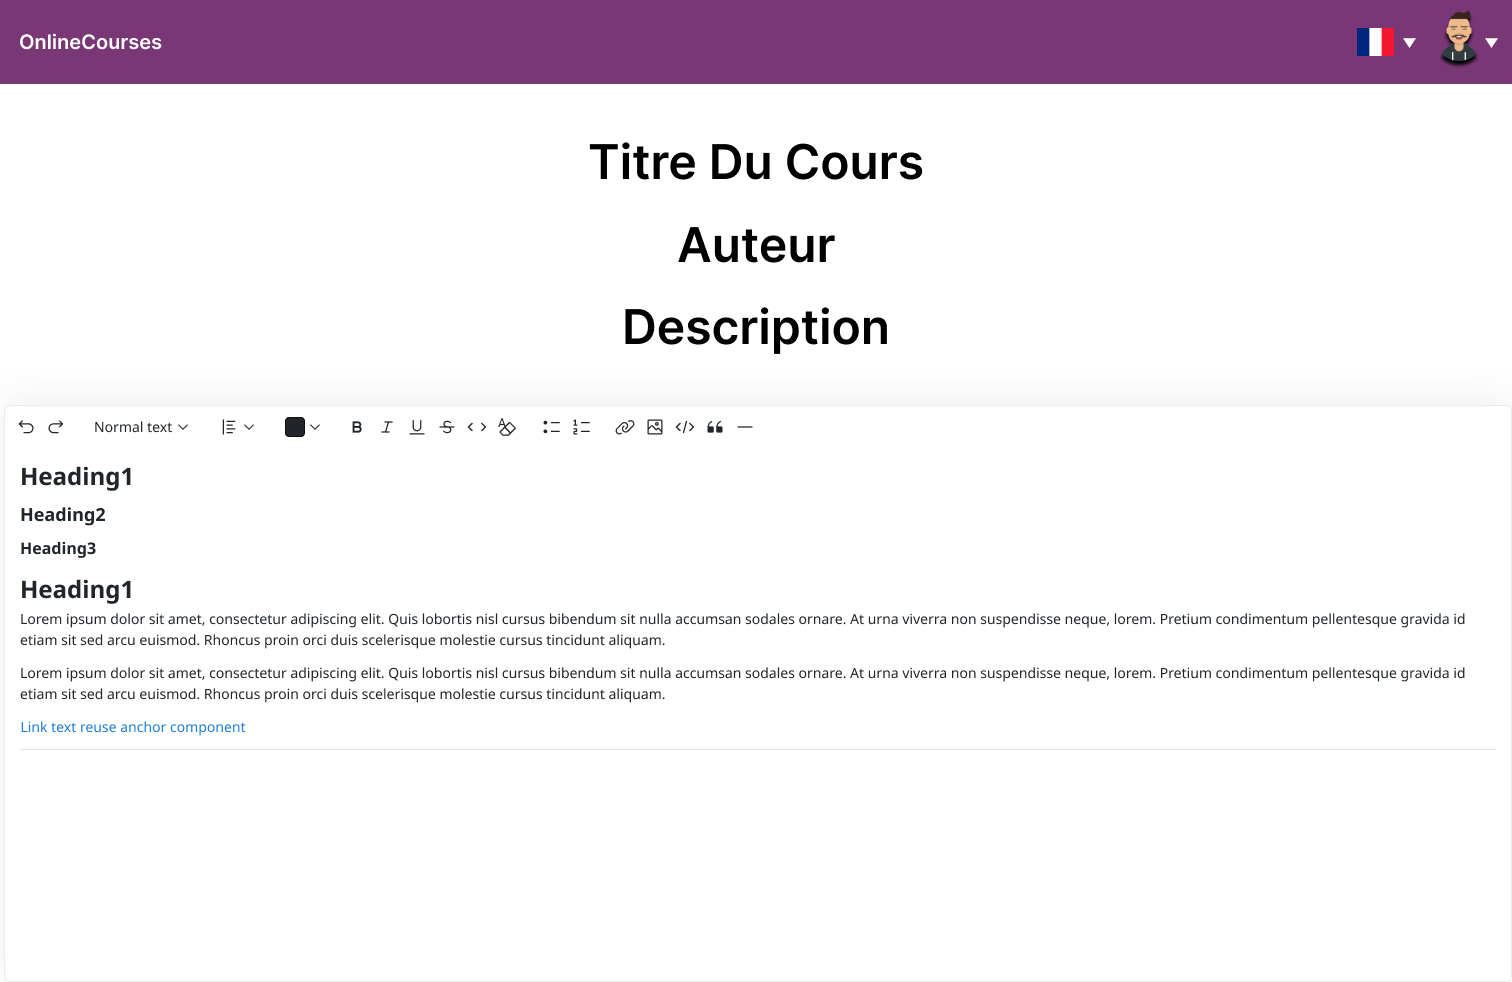 OnlineCourses
Titre Du Cours
Auteur
Description
Normal text
Heading1
Heading2
Heading3
Heading1
Lorem ipsum dolor sit amet, consectetur adipiscing elit. Quis lobortis nisl cursus bibendum sit nulla accumsan sodales ornare. At urna viverra non suspendisse neque, lorem. Pretium condimentum pellentesque gravida id
etiam sit sed arcu euismod. Rhoncus proin orci duis scelerisque molestie cursus tincidunt aliquam.
Lorem ipsum dolor sit amet, consectetur adipiscing elit. Quis lobortis nisl cursus bibendum sit nulla accumsan sodales ornare. At urna viverra non suspendisse neque, lorem. Pretium condimentum pellentesque gravida id
etiam sit sed arcu euismod. Rhoncus proin orci duis scelerisque molestie cursus tincidunt aliquam.
Link text reuse anchor component